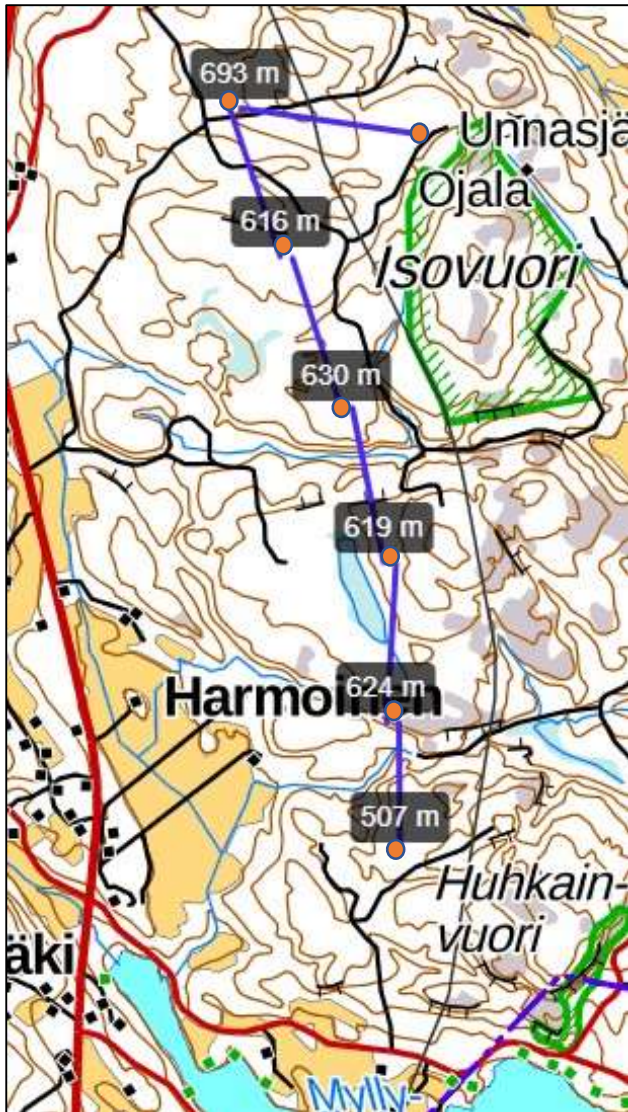 693 m
Unnasjä
Ojala
616 m
Isovuori
630 m
619 m
624 m
Harmoinen
507 m
Huhkain-
vuori
äki
Mylly-